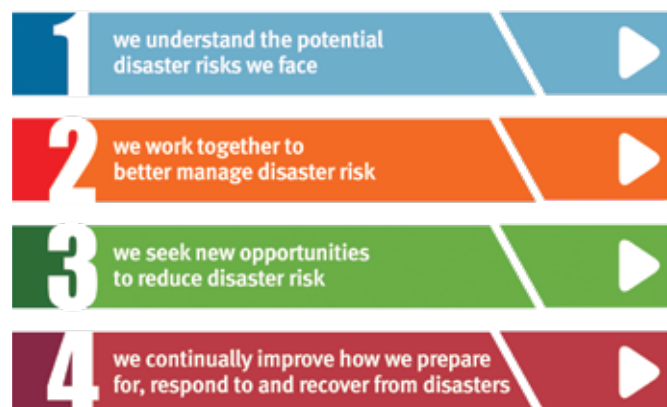 1
we understand the potential
disaster risks we face
2
we work together to
better manage disaster risk
3
we seek new opportunities
to reduce disaster risk
4
we continually improve how we prepare
for, respond to and recover from disasters